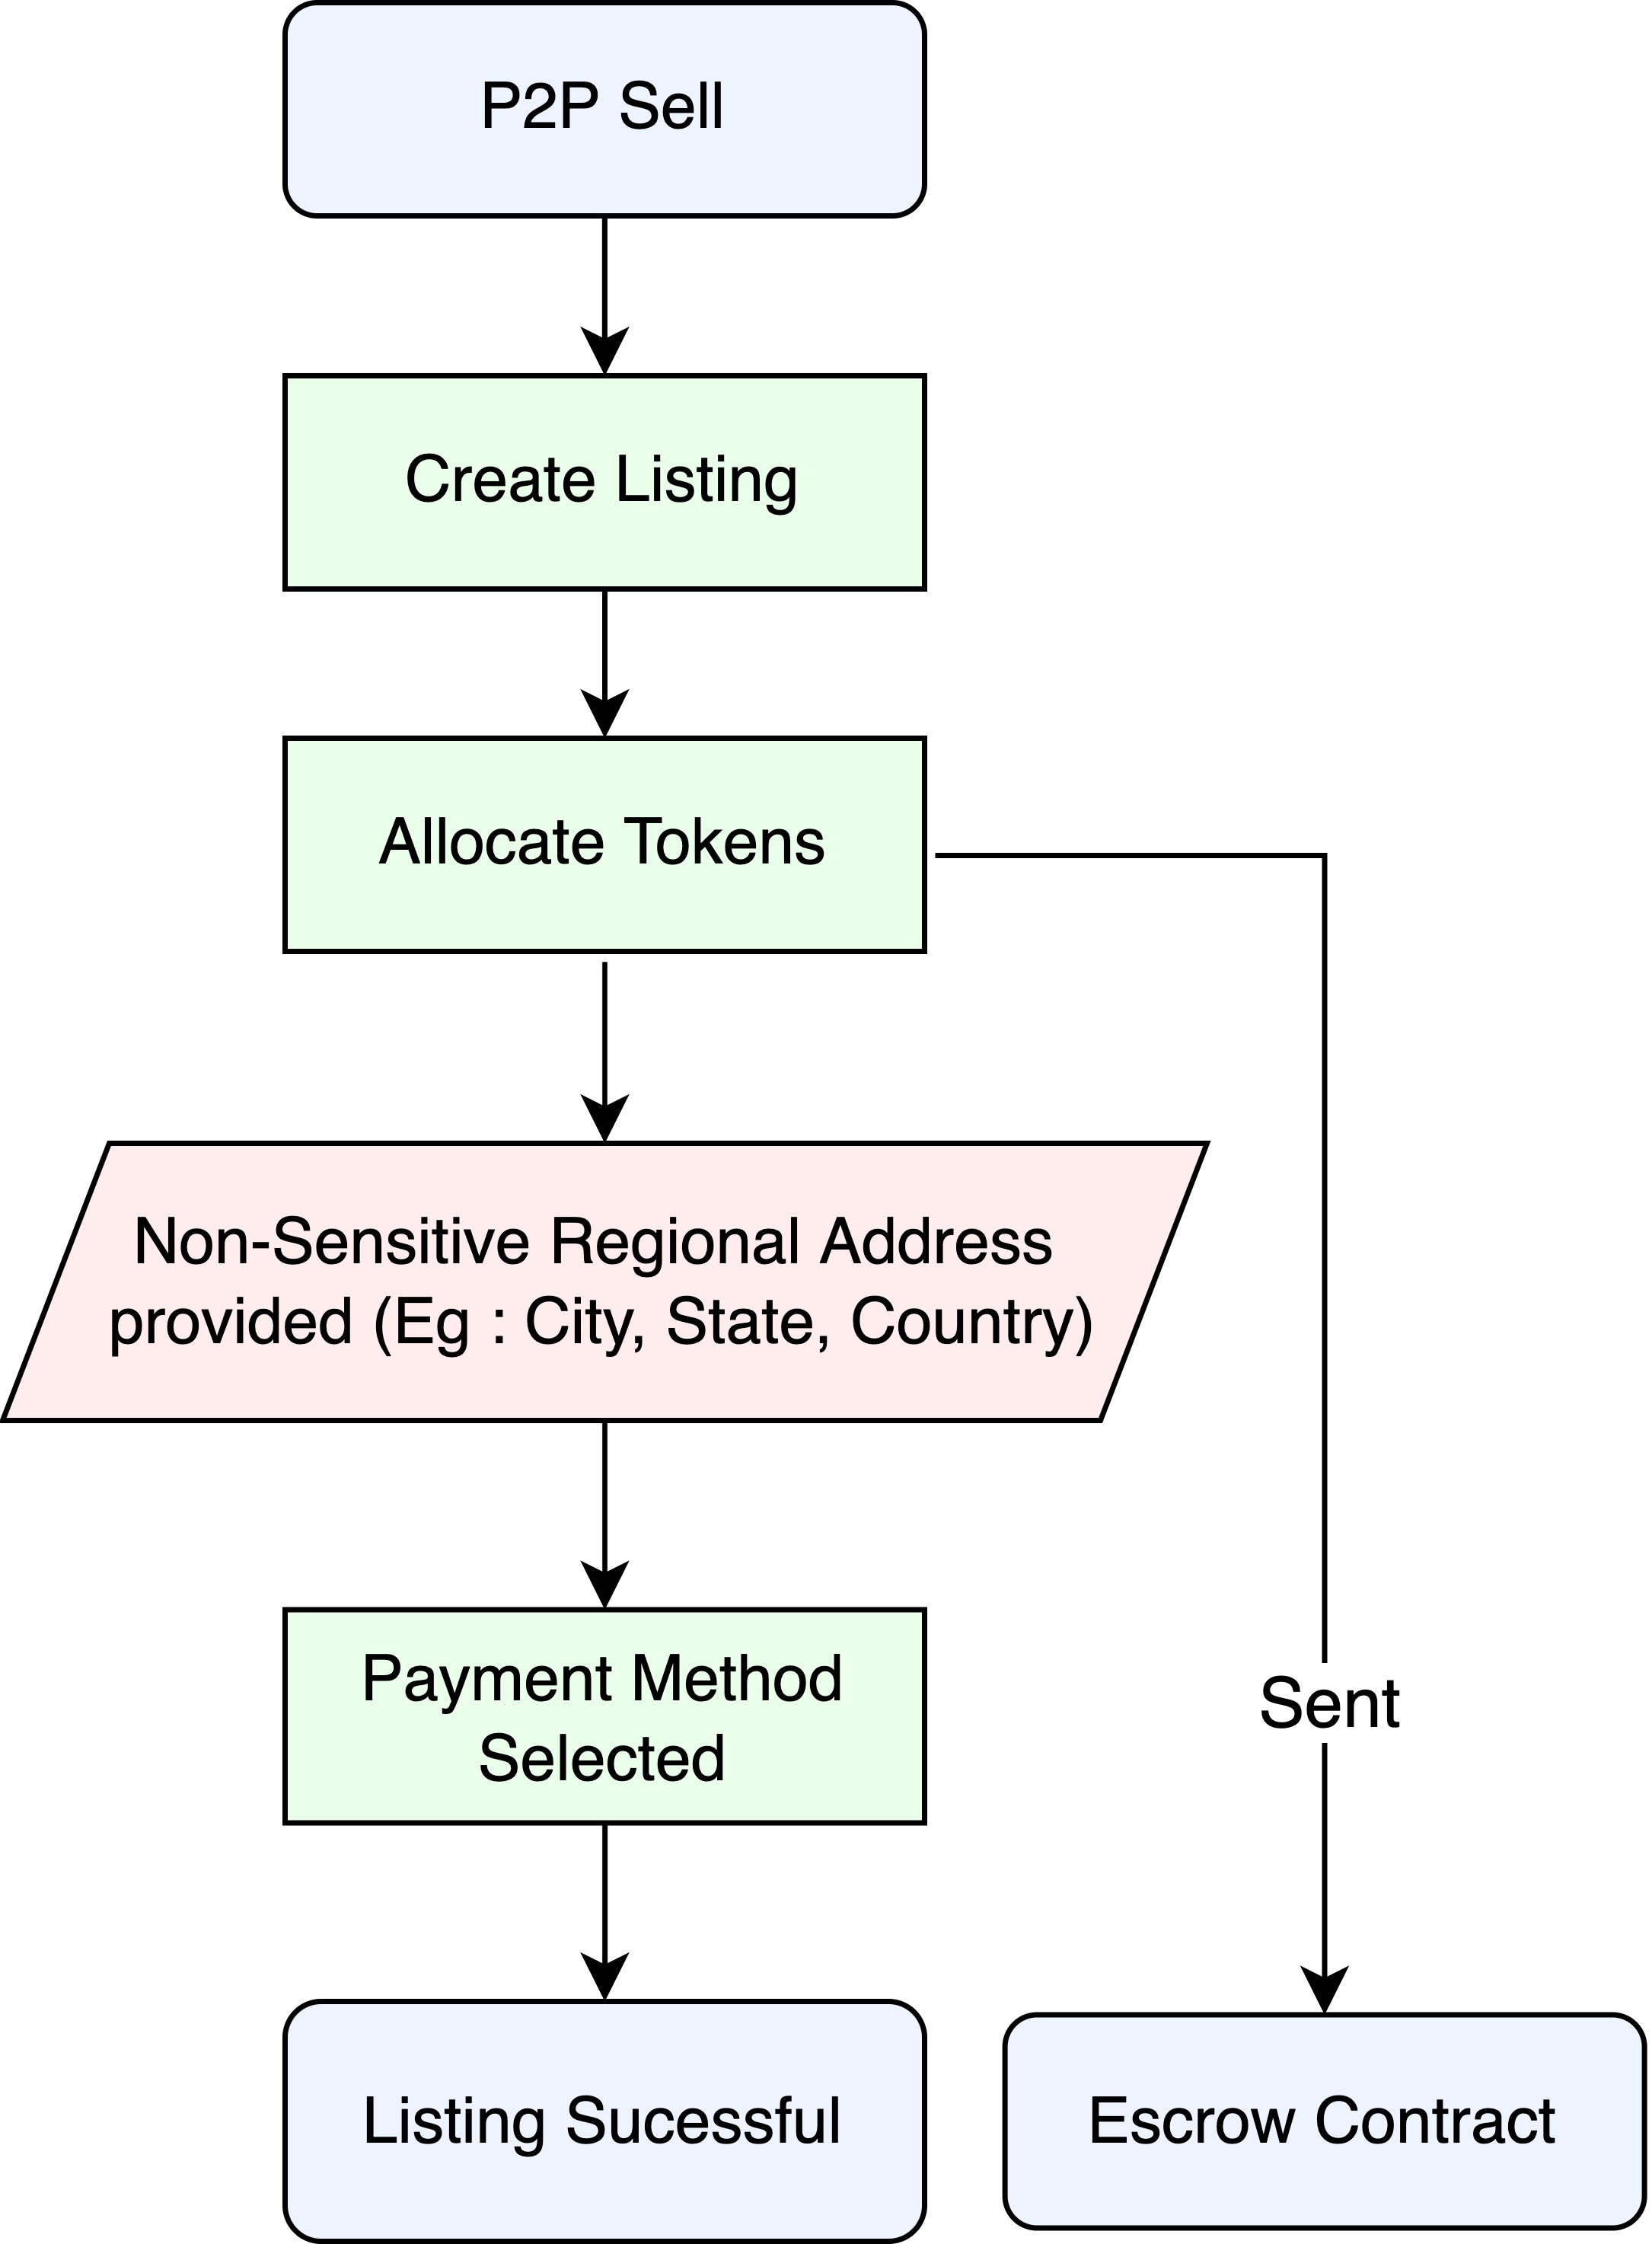 P2P Sell
Create Listing
Allocate Tokens
Non-Sensitive Regional Address
provided (Eg : City, State, Country)
Payment Method
Selected
Sent
Listing Sucessful
Escrow Contract